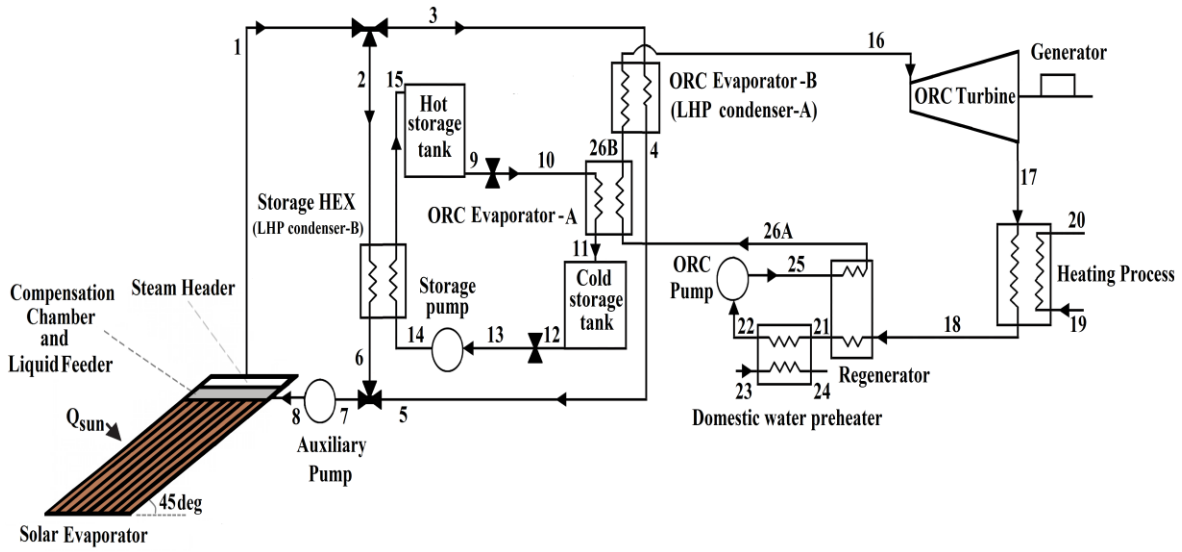 1
3
16
Generator
2
15
Hot
storage
tank
ORC Evaporator-B
(LHP condenser-A)
ORC Turbine
4
9
10
26B
Storage HEX
(LHP condenser-B)
ORC Evaporator-A
17
11
26A
20
Heating Process
19
ORC
Pump
25
Cold
storage
tank
Storage
pump
14
13
12
22
21
18
6
Compensation
Chamber
and
Liquid Feeder
Steam Header
23
24
Regenerator
Domestic water preheater
8
7
5
Auxiliary
Pump
Qsun
45deg
Solar Evaporator